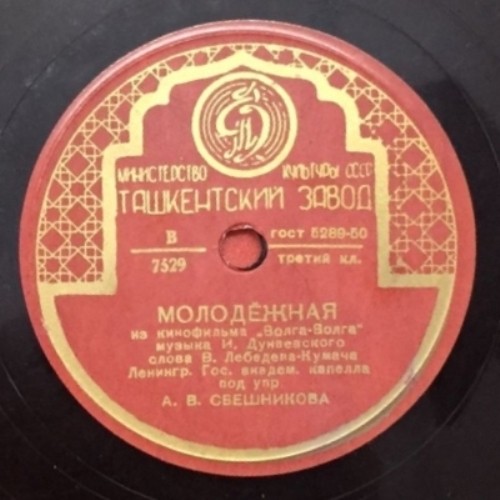 МИНИСТЕРСТВО КУЛЬТУРЫ СССР
ТАШКЕНТСКИЙ ЗАВОД
В
7529
ГОСТ 5289-50
третий кл.
МОЛОДЁЖНАЯ
из кинофильма „Волга-Волга"
музыка И. Дунаевского
слова В. Лебедева-Кумача
Ленингр. Гос. академ. капелла
под упр.
А. В. СВЕШНИКОВА